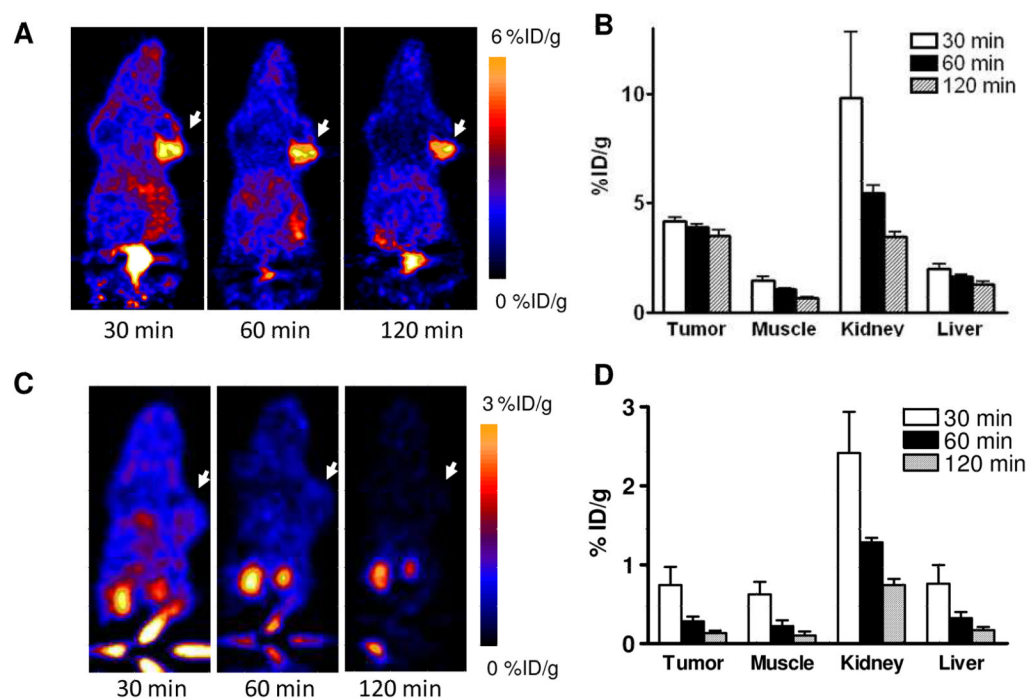 A
6 %ID/g
0 %ID/g
30 min
60 min
120 min
B
%ID/g
10
5
0
30 min
60 min
120 min
Tumor
Muscle
Kidney
Liver
C
3 %ID/g
0 %ID/g
30 min
60 min
120 min
D
% ID/g
3
2
1
0
30 min
60 min
120 min
Tumor
Muscle
Kidney
Liver